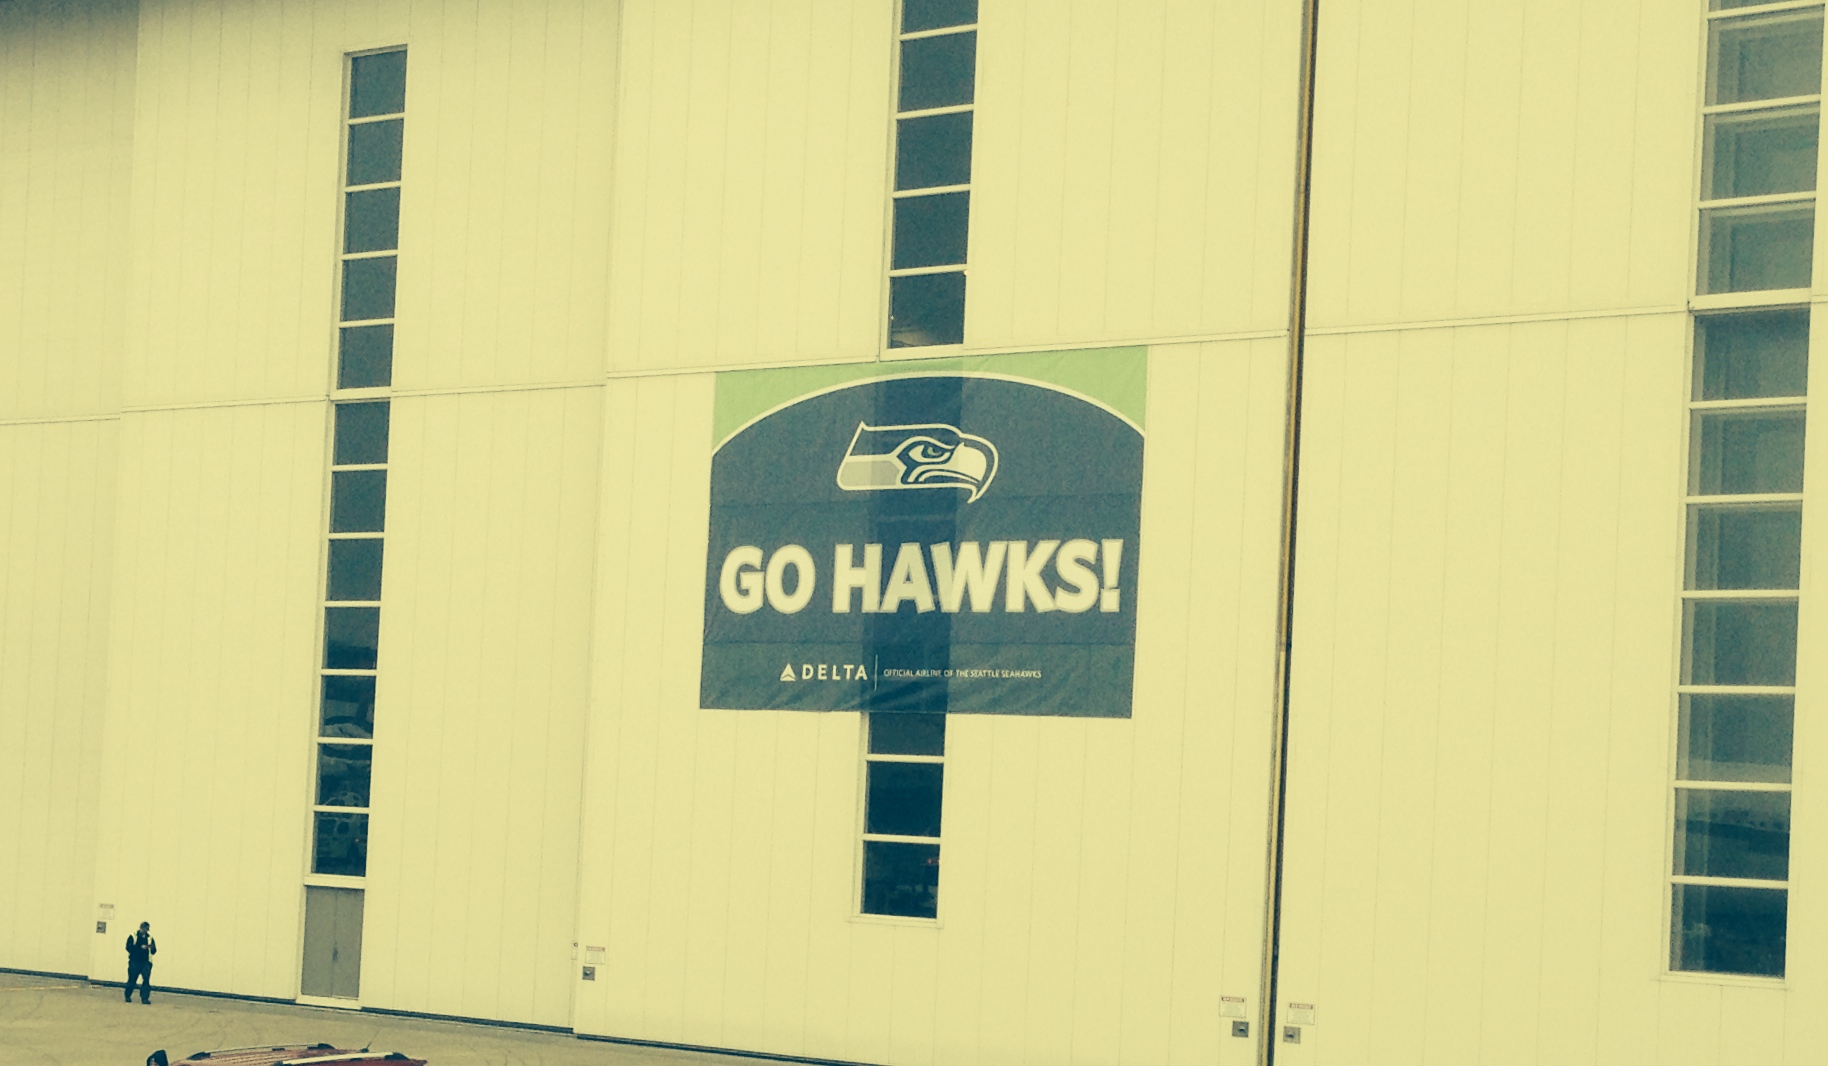 GO HAWKS!
DELTA
OFFICIAL AIRLINE OF THE SEATTLE SEAHAWKS